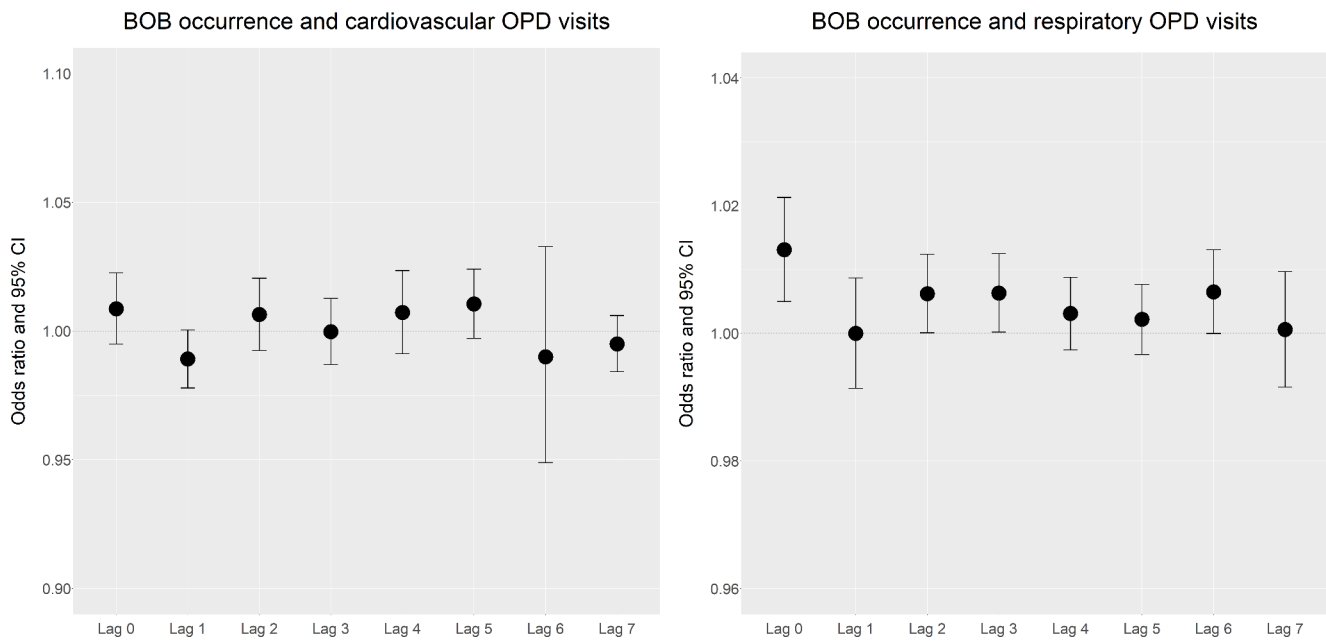 BOB occurrence and cardiovascular OPD visits
Odds ratio and 95% CI
1.10
1.05
1.00
0.95
0.90
Lag 0 Lag 1 Lag 2 Lag 3 Lag 4 Lag 5 Lag 6 Lag 7
BOB occurrence and respiratory OPD visits
Odds ratio and 95% CI
1.04
1.02
1.00
0.98
0.96
Lag 0 Lag 1 Lag 2 Lag 3 Lag 4 Lag 5 Lag 6 Lag 7